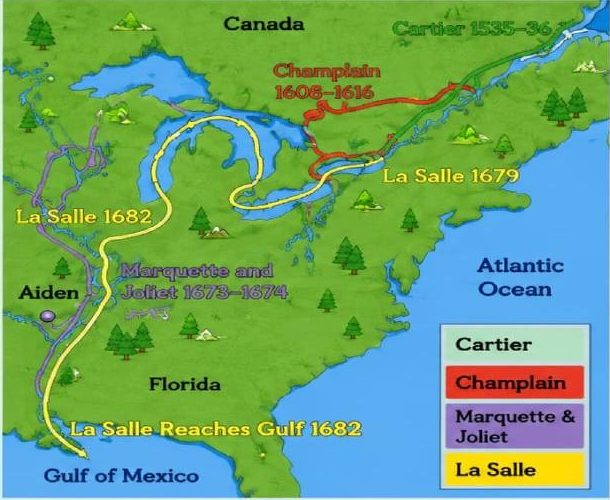 Canada
Cartier 1535-36
Champlain
1608-1616
La Salle 1679
La Salle 1682
Marquette and
Joliet 1673-1674
Aiden
Atlantic
Ocean
Florida
La Salle Reaches Gulf 1682
Gulf of Mexico
Cartier
Champlain
Marquette &
Joliet
La Salle